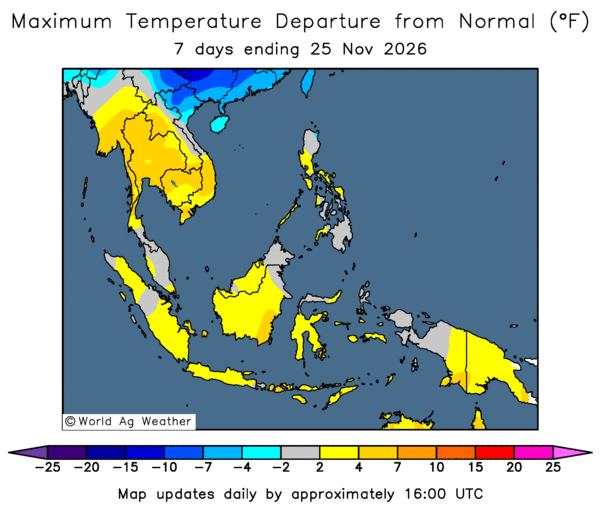 Maximum Temperature Departure from Normal (°F)
7 days ending 25 Nov 2026
©World Ag Weather
-25 -20 -15 -10 -7 -4 -2 2 4 7 10 15 20 25
Map updates daily by approximately 16:00 UTC